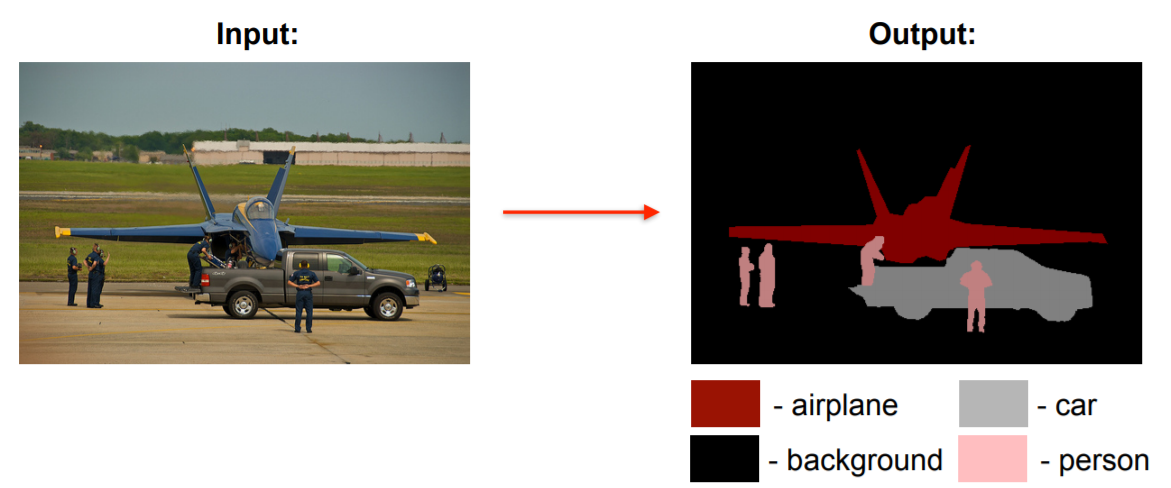 Input:
Output:
- airplane
- car
- background
- person